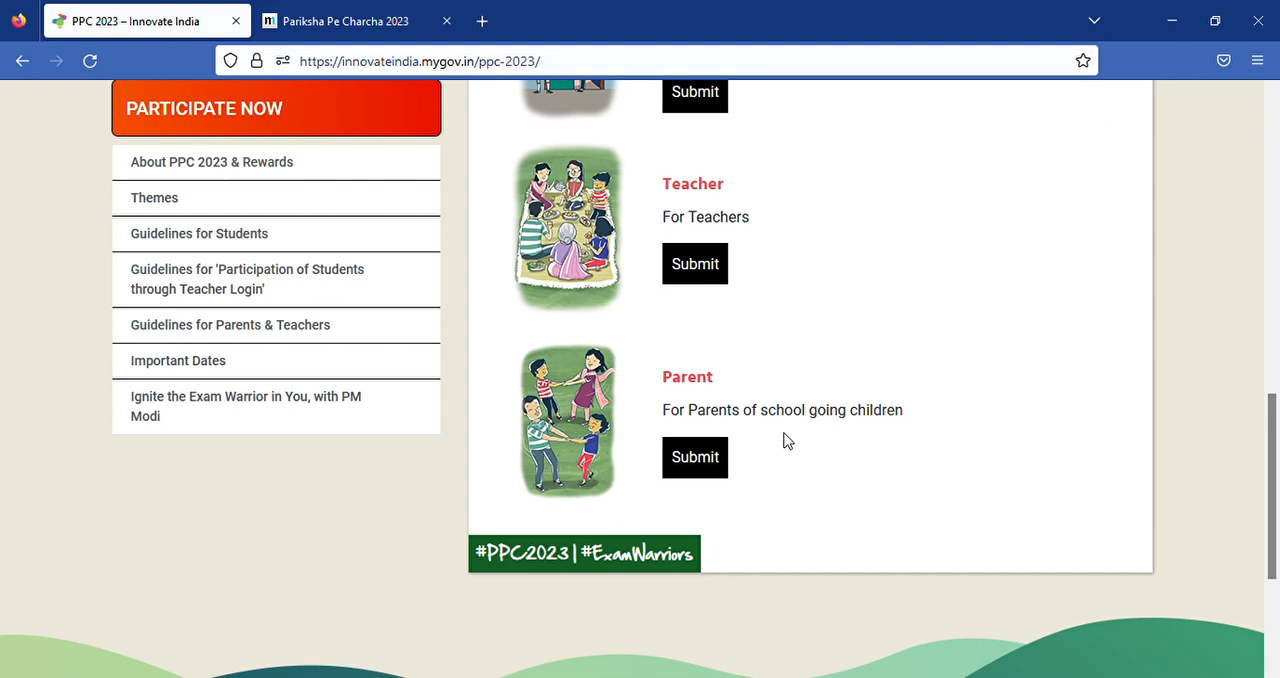 PPC 2023 – Innovate India
Pariksha Pe Charcha 2023
https://innovateindia.mygov.in/ppc-2023/
PARTICIPATE NOW
About PPC 2023 & Rewards
Themes
Guidelines for Students
Guidelines for 'Participation of Students
through Teacher Login'
Guidelines for Parents & Teachers
Important Dates
Ignite the Exam Warrior in You, with PM
Modi
Submit
Teacher
For Teachers
Submit
Parent
For Parents of school going children
Submit
#PPC2023 | #ExamWarriors